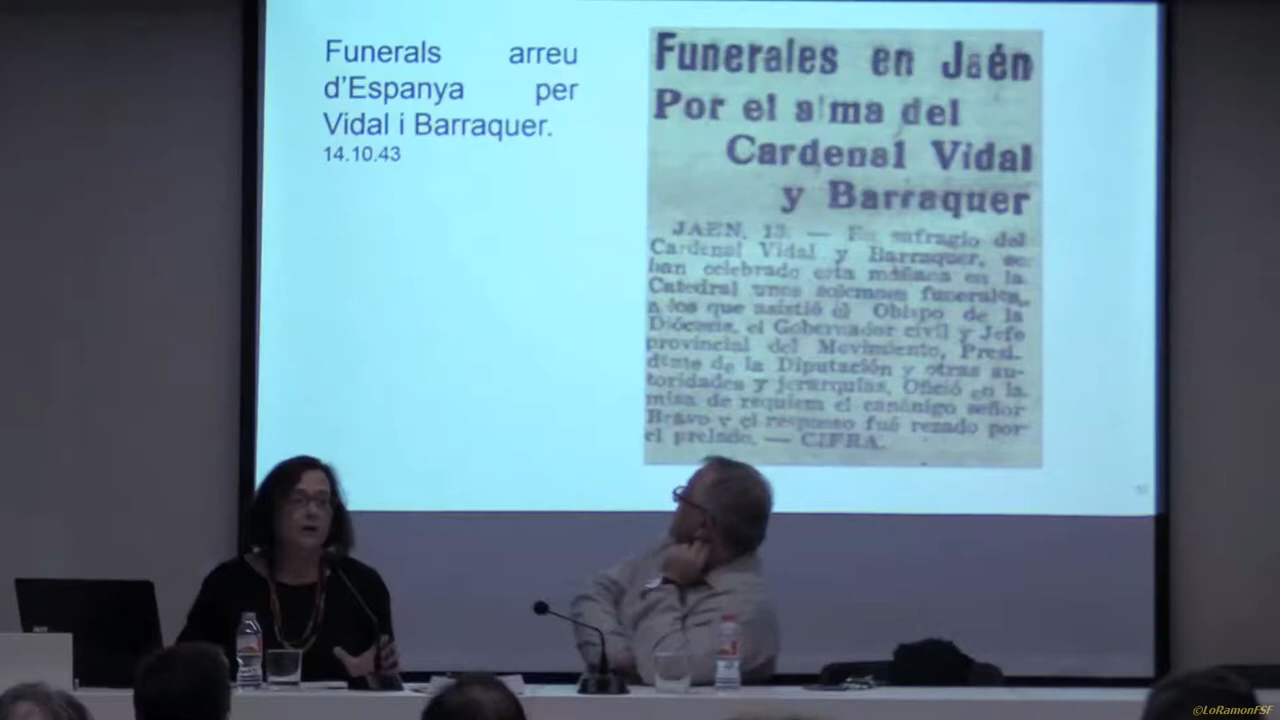 Funerals arreu
d'Espanya per
Vidal i Barraquer.
14.10.43
Funerales en Jaén
Por el alma del
Cardenal Vidal
y Barraquer
JAEN, 13. — En sufragio del
Cardenal Vidal y Barraquer, se
han celebrado esta mañana en la
Catedral unos solemnes funerales,
a los que asistió el Obispo de la
Diócesis, el Gobernador civil y Jefe
provincial del Movimiento, Presi-
dente de la Diputación y otras au-
toridades y jerarquías. Ofició en la
misa de requiem el canónigo señor
Bravo y el responso fué rezado por
el prelado. — CIFRA.
©LoRamonFSF